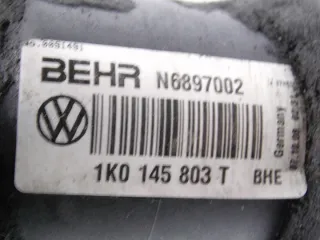 BEHR N6897002
1K0 145 803 T BHE
Germany